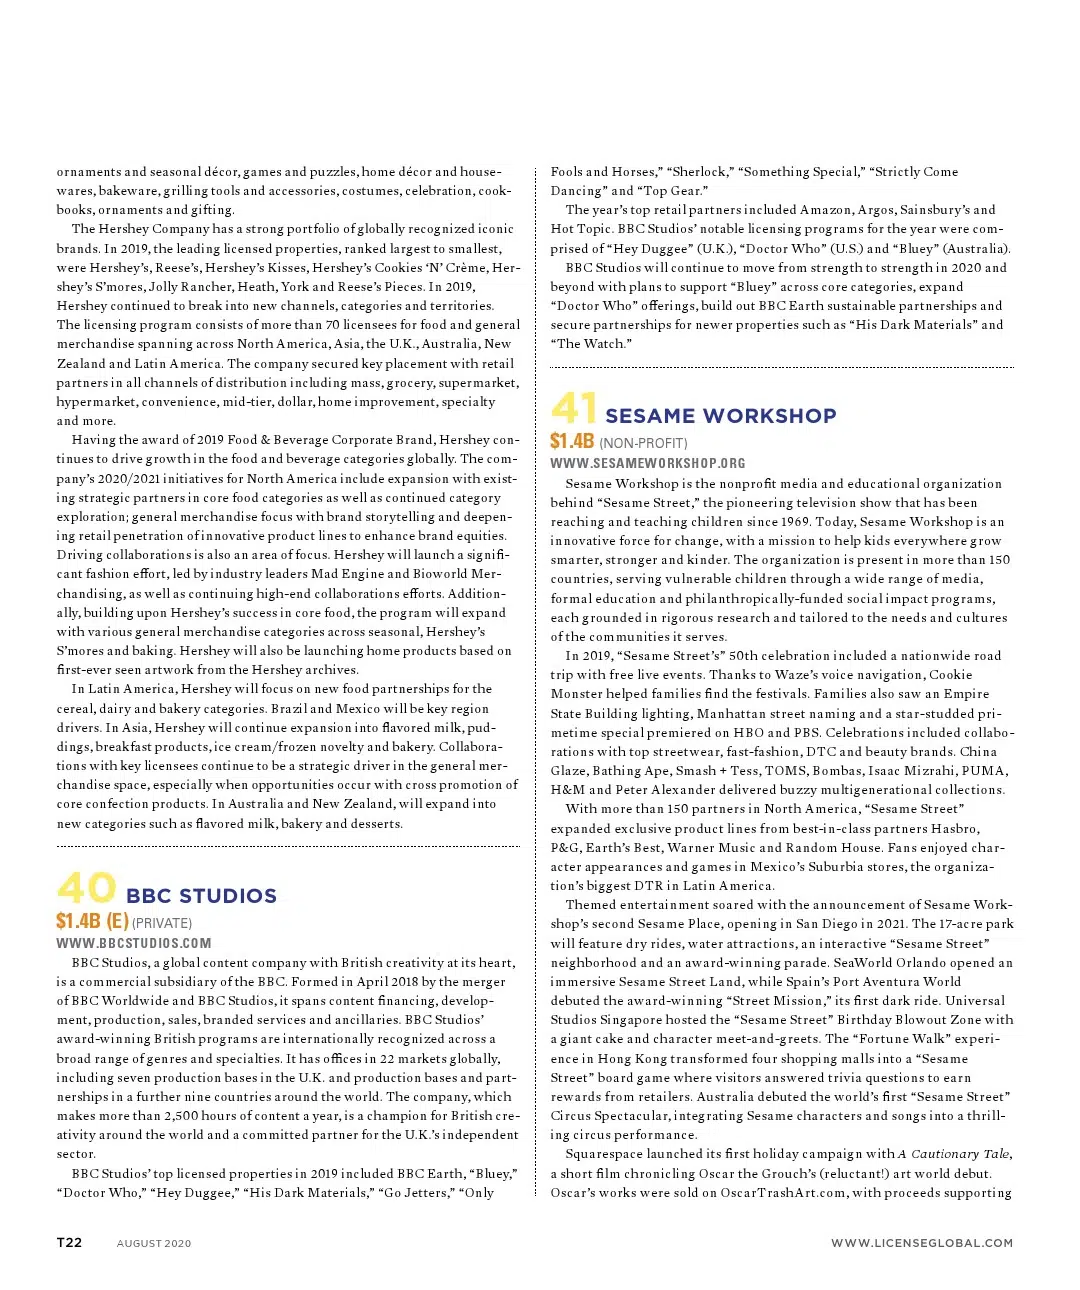 ornaments and seasonal décor, games and puzzles, home décor and house-
wares, bakeware, grilling tools and accessories, costumes, celebration, cook-
books, ornaments and gifting.
The Hershey Company has a strong portfolio of globally recognized iconic
brands. In 2019, the leading licensed properties, ranked largest to smallest,
were Hershey’s, Reese’s, Hershey’s Kisses, Hershey’s Cookies ‘N’ Crème, Her-
shey’s S’mores, Jolly Rancher, Heath, York and Reese’s Pieces. In 2019,
Hershey continued to break into new channels, categories and territories.
The licensing program consists of more than 70 licensees for food and general
merchandise spanning across North America, Asia, the U.K., Australia, New
Zealand and Latin America. The company secured key placement with retail
partners in all channels of distribution including mass, grocery, supermarket,
hypermarket, convenience, mid-tier, dollar, home improvement, specialty
and more.
Having the award of 2019 Food & Beverage Corporate Brand, Hershey con-
tinues to drive growth in the food and beverage categories globally. The com-
pany’s 2020/2021 initiatives for North America include expansion with exist-
ing strategic partners in core food categories as well as continued category
exploration; general merchandise focus with brand storytelling and deepen-
ing retail penetration of innovative product lines to enhance brand equities.
Driving collaborations is also an area of focus. Hershey will launch a signifi-
cant fashion effort, led by industry leaders Mad Engine and Bioworld Mer-
chandising, as well as continuing high-end collaborations efforts. Addition-
ally, building upon Hershey’s success in core food, the program will expand
with various general merchandise categories across seasonal, Hershey’s
S’mores and baking. Hershey will also be launching home products based on
first-ever seen artwork from the Hershey archives.
In Latin America, Hershey will focus on new food partnerships for the
cereal, dairy and bakery categories. Brazil and Mexico will be key region
drivers. In Asia, Hershey will continue expansion into flavored milk, pud-
dings, breakfast products, ice cream/frozen novelty and bakery. Collabora-
tions with key licensees continue to be a strategic driver in the general mer-
chandise space, especially when opportunities occur with cross promotion of
core confection products. In Australia and New Zealand, will expand into
new categories such as flavored milk, bakery and desserts.
40 BBC STUDIOS
$1.4B (E) (PRIVATE)
WWW.BBCSTUDIOS.COM
BBC Studios, a global content company with British creativity at its heart,
is a commercial subsidiary of the BBC. Formed in April 2018 by the merger
of BBC Worldwide and BBC Studios, it spans content financing, develop-
ment, production, sales, branded services and ancillaries. BBC Studios’
award-winning British programs are internationally recognized across a
broad range of genres and specialties. It has offices in 22 markets globally,
including seven production bases in the U.K. and production bases and part-
nerships in a further nine countries around the world. The company, which
makes more than 2,500 hours of content a year, is a champion for British cre-
ativity around the world and a committed partner for the U.K.’s independent
sector.
BBC Studios’ top licensed properties in 2019 included BBC Earth, “Bluey,”
“Doctor Who,” “Hey Duggee,” “His Dark Materials,” “Go Jetters,” “Only
Fools and Horses,” “Sherlock,” “Something Special,” “Strictly Come
Dancing” and “Top Gear.”
The year’s top retail partners included Amazon, Argos, Sainsbury’s and
Hot Topic. BBC Studios’ notable licensing programs for the year were com-
prised of “Hey Duggee” (U.K.), “Doctor Who” (U.S.) and “Bluey” (Australia).
BBC Studios will continue to move from strength to strength in 2020 and
beyond with plans to support “Bluey” across core categories, expand
“Doctor Who” offerings, build out BBC Earth sustainable partnerships and
secure partnerships for newer properties such as “His Dark Materials” and
“The Watch.”
41 SESAME WORKSHOP
$1.4B (NON-PROFIT)
WWW.SESAMEWORKSHOP.ORG
Sesame Workshop is the nonprofit media and educational organization
behind “Sesame Street,” the pioneering television show that has been
reaching and teaching children since 1969. Today, Sesame Workshop is an
innovative force for change, with a mission to help kids everywhere grow
smarter, stronger and kinder. The organization is present in more than 150
countries, serving vulnerable children through a wide range of media,
formal education and philanthropically-funded social impact programs,
each grounded in rigorous research and tailored to the needs and cultures
of the communities it serves.
In 2019, “Sesame Street’s” 50th celebration included a nationwide road
trip with free live events. Thanks to Waze’s voice navigation, Cookie
Monster helped families find the festivals. Families also saw an Empire
State Building lighting, Manhattan street naming and a star-studded pri-
metime special premiered on HBO and PBS. Celebrations included collabo-
rations with top streetwear, fast-fashion, DTC and beauty brands. China
Glaze, Bathing Ape, Smash + Tess, TOMS, Bombas, Isaac Mizrahi, PUMA,
H&M and Peter Alexander delivered buzzy multigenerational collections.
With more than 150 partners in North America, “Sesame Street”
expanded exclusive product lines from best-in-class partners Hasbro,
P&G, Earth’s Best, Warner Music and Random House. Fans enjoyed char-
acter appearances and games in Mexico’s Suburbia stores, the organiza-
tion’s biggest DTR in Latin America.
Themed entertainment soared with the announcement of Sesame Work-
shop’s second Sesame Place, opening in San Diego in 2021. The 17-acre park
will feature dry rides, water attractions, an interactive “Sesame Street”
neighborhood and an award-winning parade. SeaWorld Orlando opened an
immersive Sesame Street Land, while Spain’s Port Aventura World
debuted the award-winning “Street Mission,” its first dark ride. Universal
Studios Singapore hosted the “Sesame Street” Birthday Blowout Zone with
a giant cake and character meet-and-greets. The “Fortune Walk” experi-
ence in Hong Kong transformed four shopping malls into a “Sesame
Street” board game where visitors answered trivia questions to earn
rewards from retailers. Australia debuted the world’s first “Sesame Street”
Circus Spectacular, integrating Sesame characters and songs into a thrill-
ing circus performance.
Squarespace launched its first holiday campaign with A Cautionary Tale,
a short film chronicling Oscar the Grouch’s (reluctant!) art world debut.
Oscar’s works were sold on OscarTrashArt.com, with proceeds supporting
T22 AUGUST 2020
WWW.LICENSEGLOBAL.COM